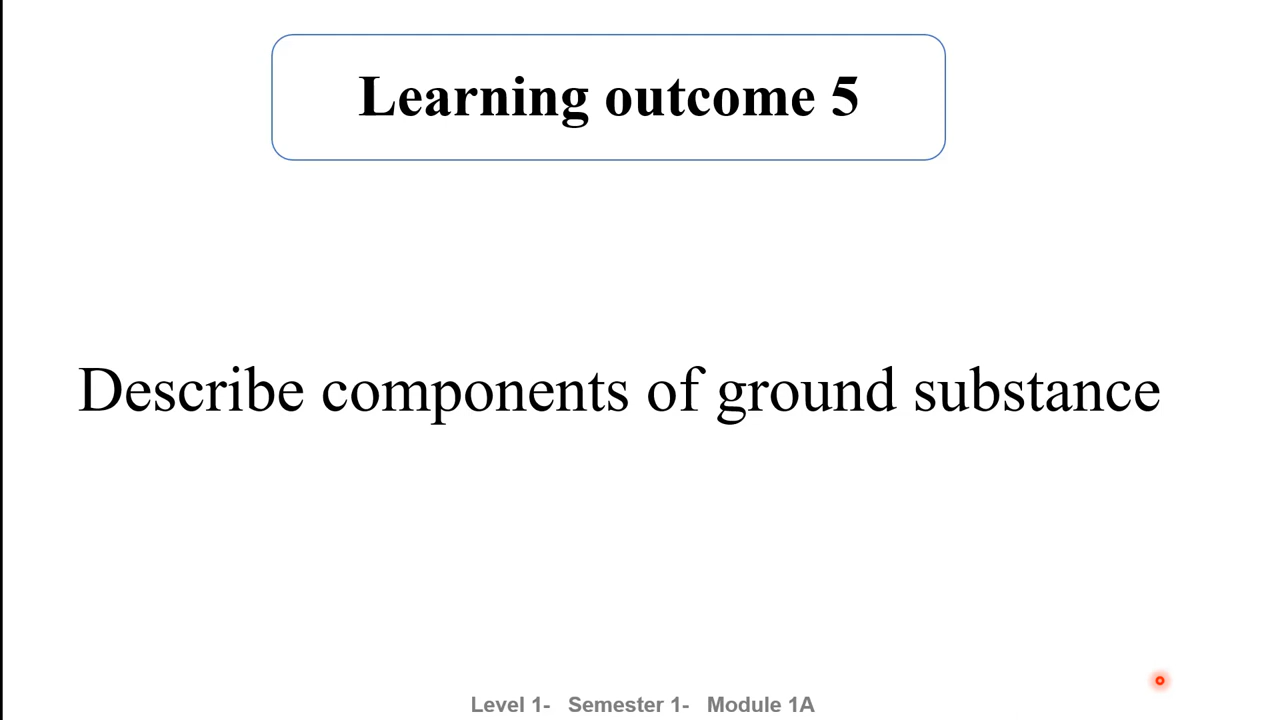 Learning outcome 5
Describe components of ground substance
Level 1-   Semester 1-   Module 1A